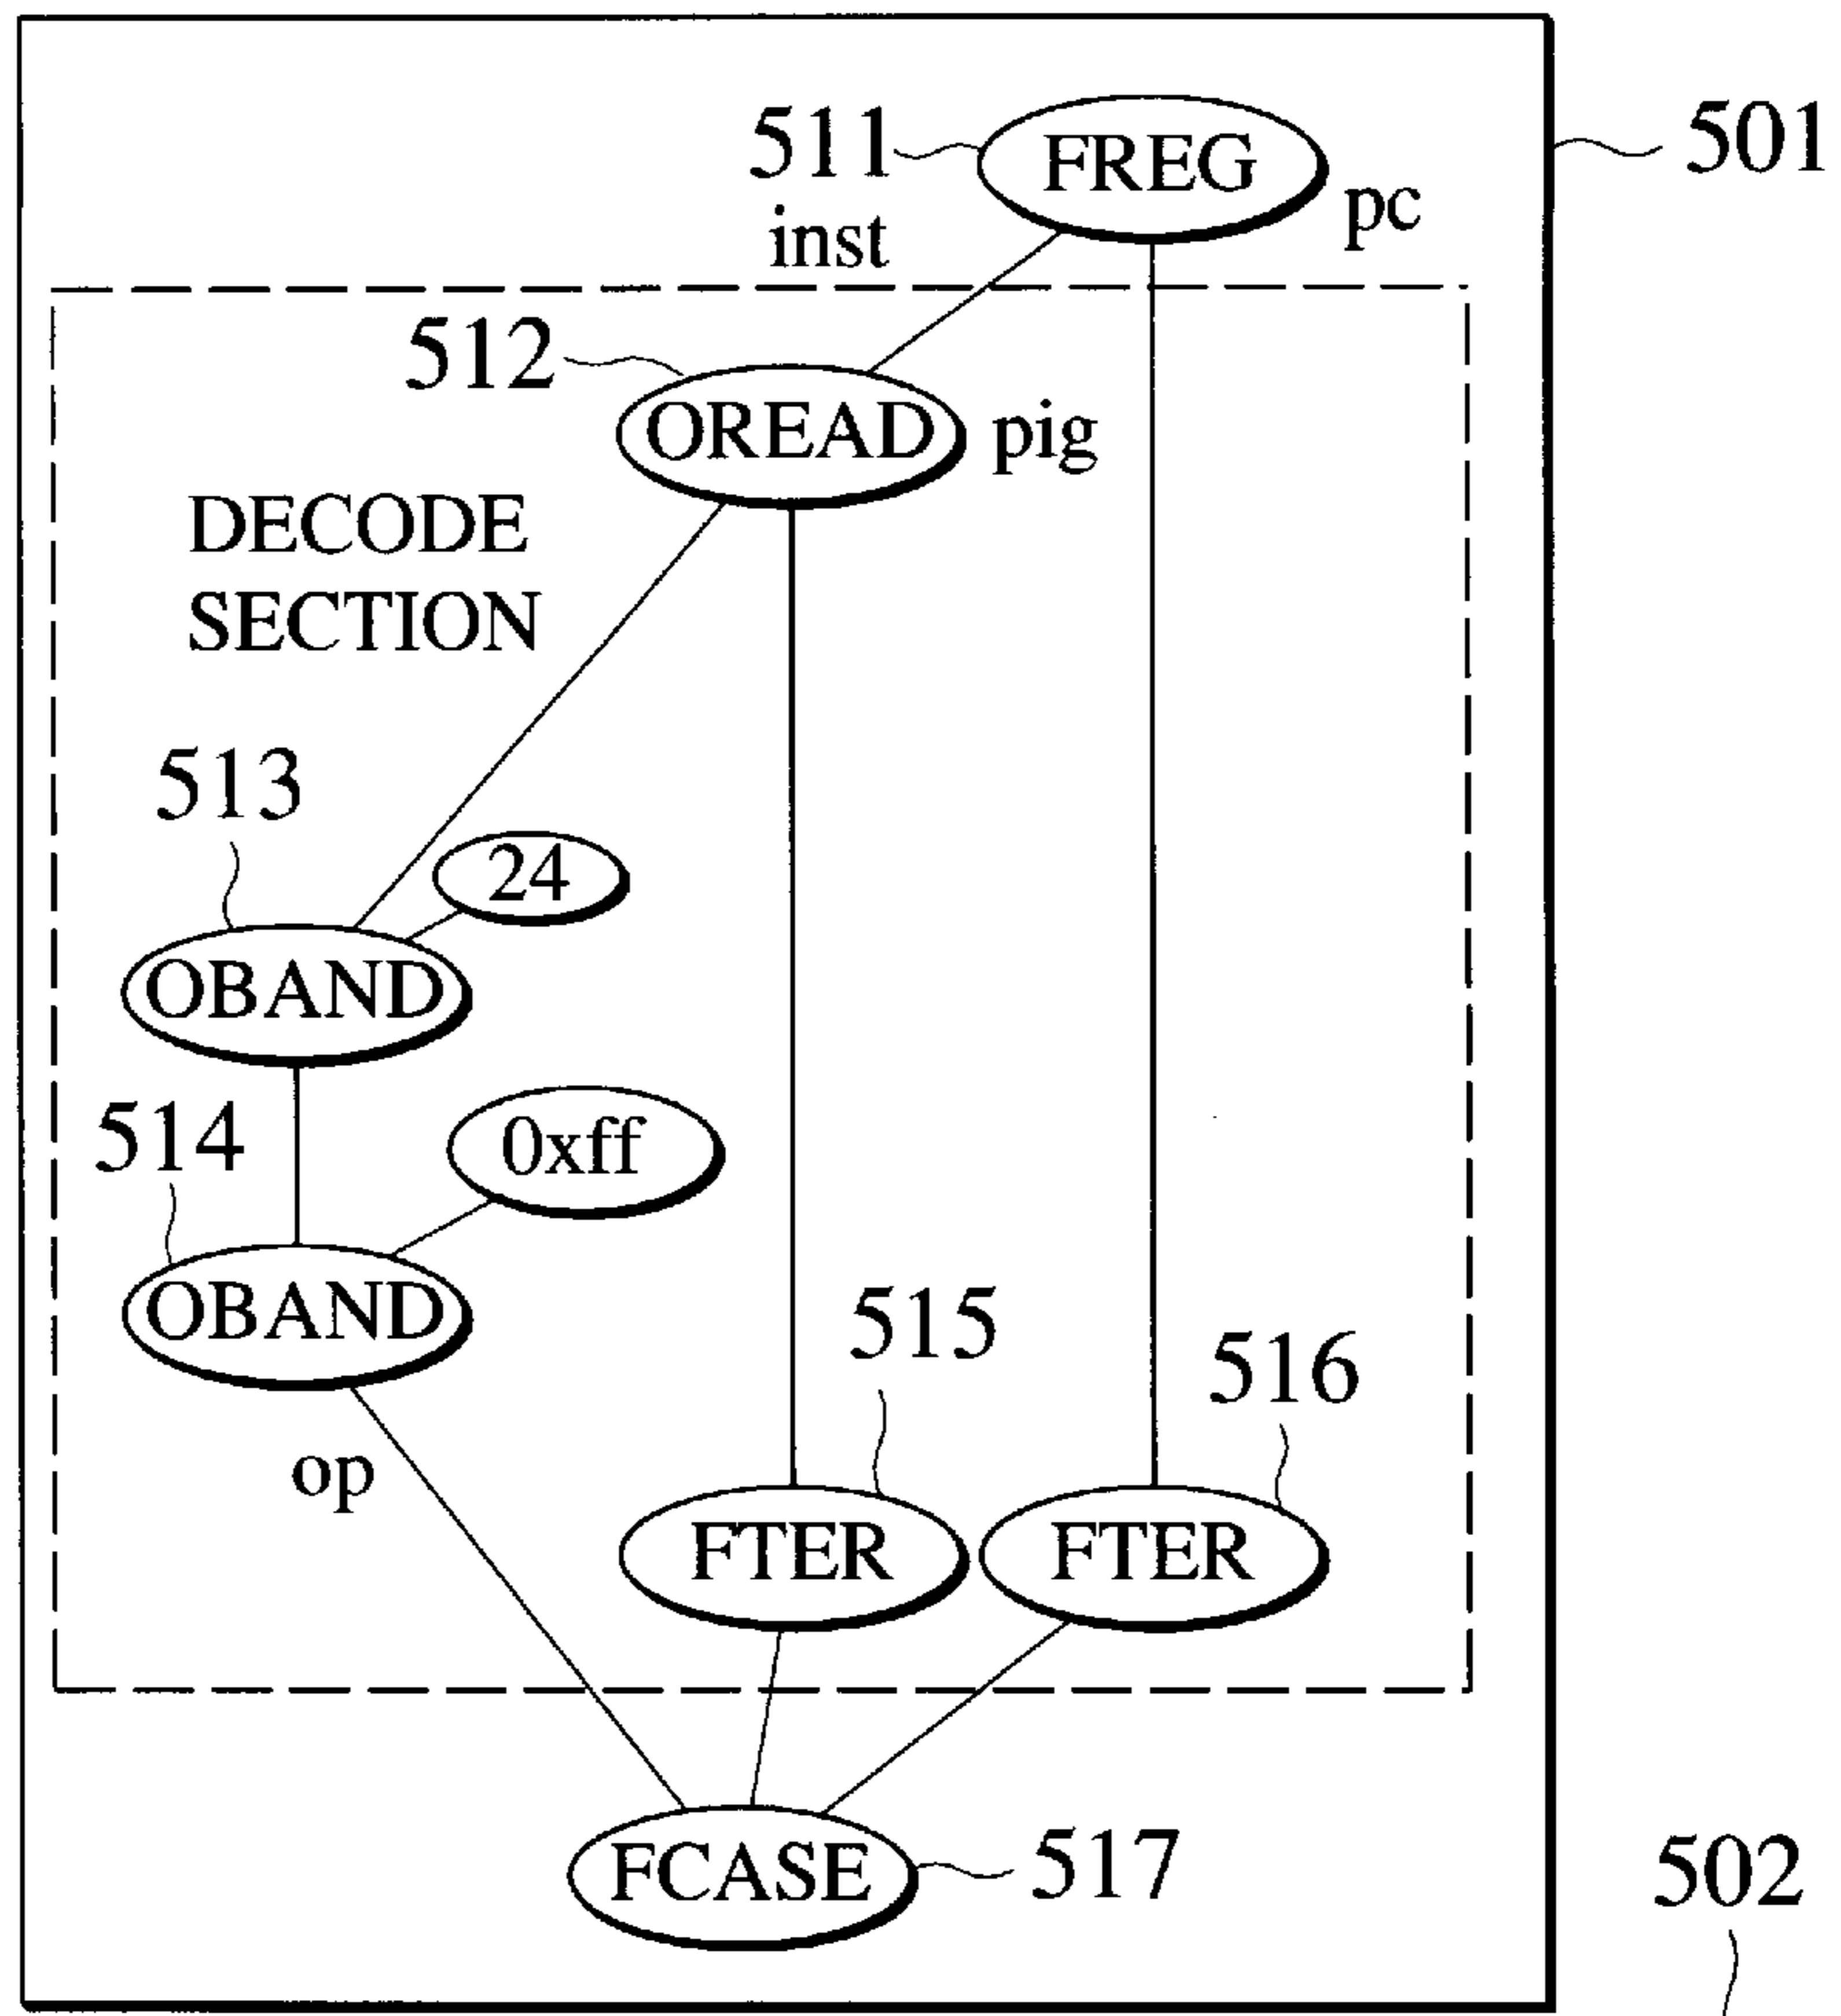 511
FREG
501
pc
inst
512
OREAD
pig
DECODE
SECTION
513
24
OBAND
514
0xff
OBAND
515
516
op
FTER
FTER
FCASE
517
502